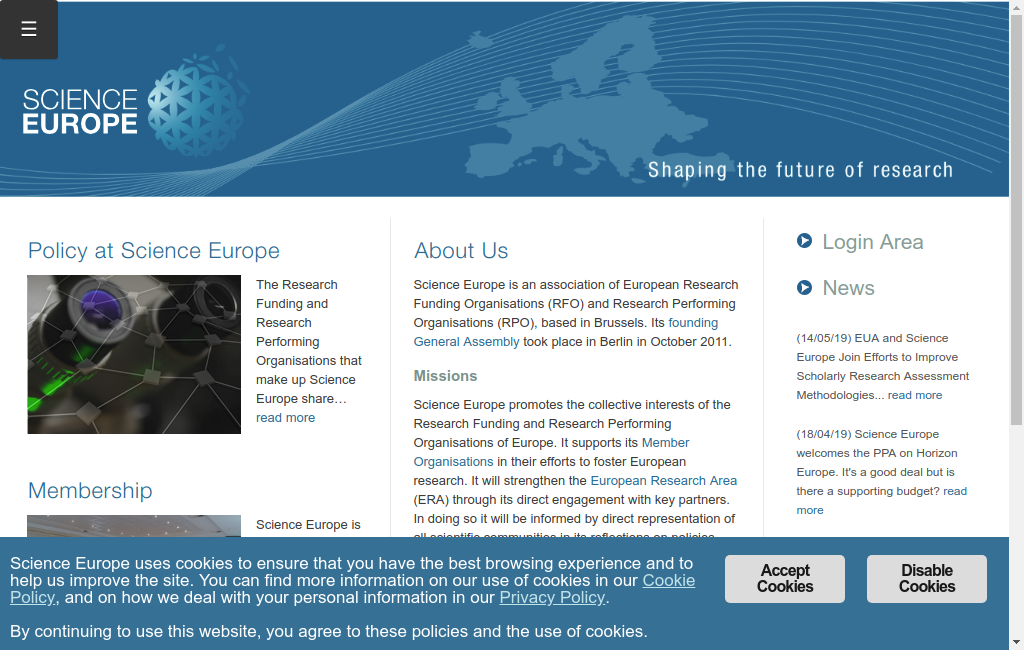 ☰
SCIENCE
EUROPE
Shaping the future of research
Policy at Science Europe
The Research
Funding and
Research
Performing
Organisations that
make up Science
Europe share…
read more
Membership
Science Europe is
About Us
Science Europe is an association of European Research
Funding Organisations (RFO) and Research Performing
Organisations (RPO), based in Brussels. Its founding
General Assembly took place in Berlin in October 2011.
Missions
Science Europe promotes the collective interests of the
Research Funding and Research Performing
Organisations of Europe. It supports its Member
Organisations in their efforts to foster European
research. It will strengthen the European Research Area
(ERA) through its direct engagement with key partners.
In doing so it will be informed by direct representation of
all scientific communities in its reflections on policies,
Login Area
News
(14/05/19) EUA and Science
Europe Join Efforts to Improve
Scholarly Research Assessment
Methodologies... read more
(18/04/19) Science Europe
welcomes the PPA on Horizon
Europe. It's a good deal but is
there a supporting budget? read
more
Science Europe uses cookies to ensure that you have the best browsing experience and to
help us improve the site. You can find more information on our use of cookies in our Cookie
Policy, and on how we deal with your personal information in our Privacy Policy.
By continuing to use this website, you agree to these policies and the use of cookies.
Accept
Cookies
Disable
Cookies